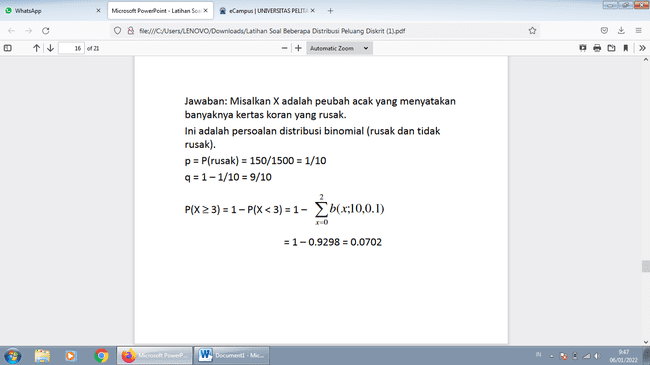 WhatsApp
Microsoft PowerPoint - Latihan Soa
eCampus | UNIVERSITAS PELITA
file:///C:/Users/LENOVO/Downloads/Latihan Soal Beberapa Distribusi Peluang Diskrit (1).pdf
16 of 21
Automatic Zoom
Jawaban: Misalkan X adalah peubah acak yang menyatakan
banyaknya kertas koran yang rusak.
Ini adalah persoalan distribusi binomial (rusak dan tidak
rusak).
p = P(rusak) = 150/1500 = 1/10
q = 1 – 1/10 = 9/10
P(X ≥ 3) = 1 – P(X < 3) = 1 – ∑_{x=0}^{2} b(x;10,0.1)
= 1 – 0.9298 = 0.0702
Microsoft PowerP...
Document1 - Mic...
IN
9:47
06/01/2022